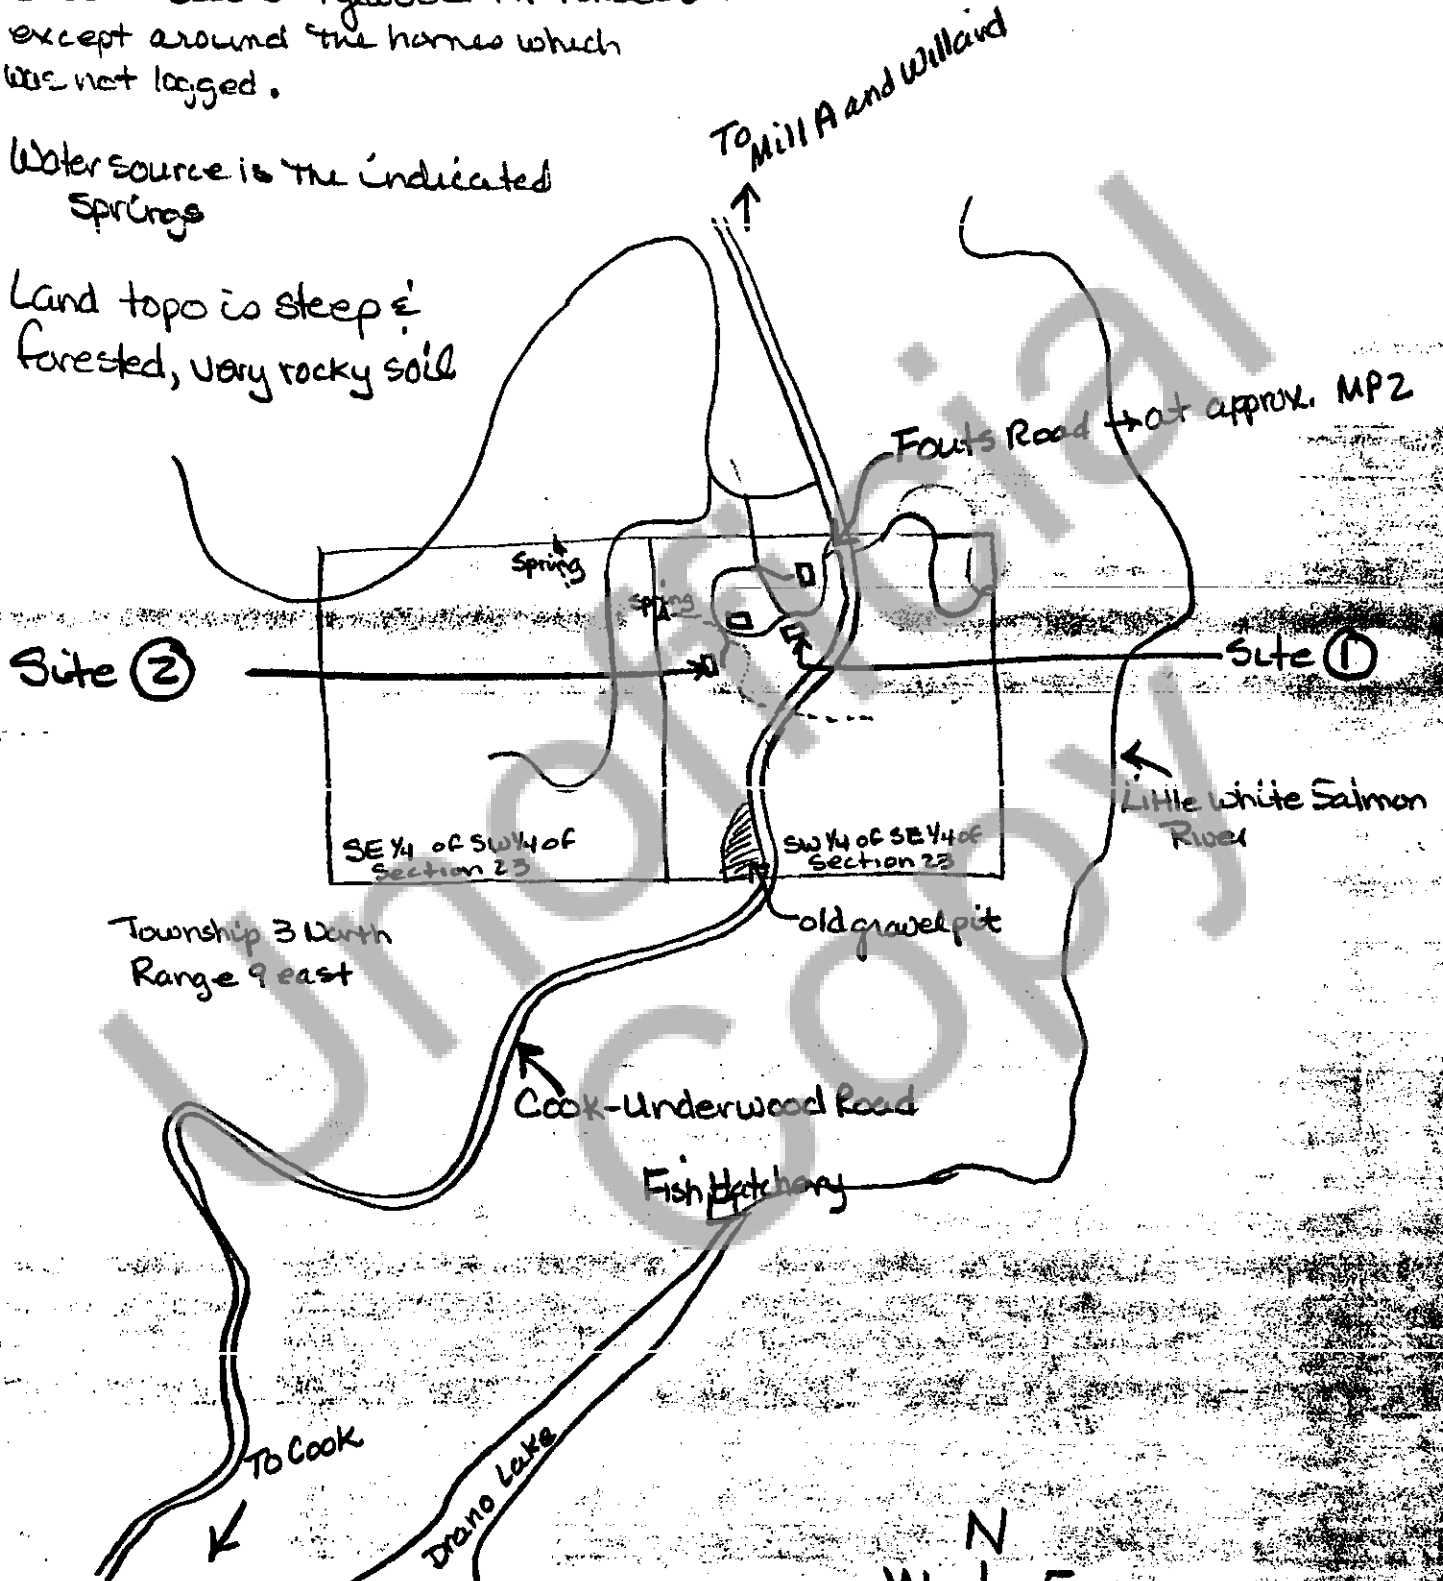 except around the homes which
was not logged.
To Mill A and Willard
Water source is the indicated
Springs
Land topo is steep &
forested, very rocky soil
Fouts Road at approx. MP2
Spring
Spring
Site 2
Site 1
Little White Salmon
River
SE 1/4 of SW 1/4 of
Section 23
SW 1/4 of SE 1/4 of
Section 23
old gravel pit
Township 3 North
Range 9 east
Cook-Underwood Road
Fish Hatchery
To Cook
Drano Lake
N
W E
Unofficial
Copy